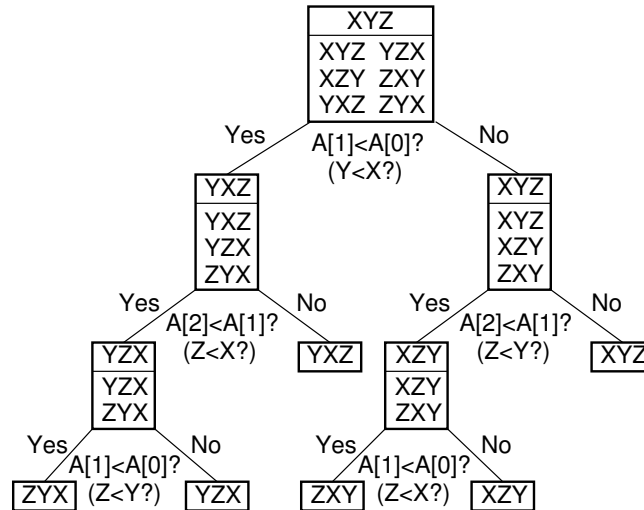 XYZ
XYZ YZX
XZY ZXY
YXZ ZYX
Yes
A[1]<A[0]?
(Y<X?)
No
YXZ
YXZ
YZX
ZYX
XYZ
XYZ
XZY
ZXY
Yes
A[2]<A[1]?
(Z<X?)
No
Yes
A[2]<A[1]?
(Z<Y?)
No
YZX
YZX
ZYX
YXZ
XZY
XZY
ZXY
XYZ
Yes
A[1]<A[0]?
(Z<Y?)
No
Yes
A[1]<A[0]?
(Z<X?)
No
ZYX
YZX
ZXY
XZY